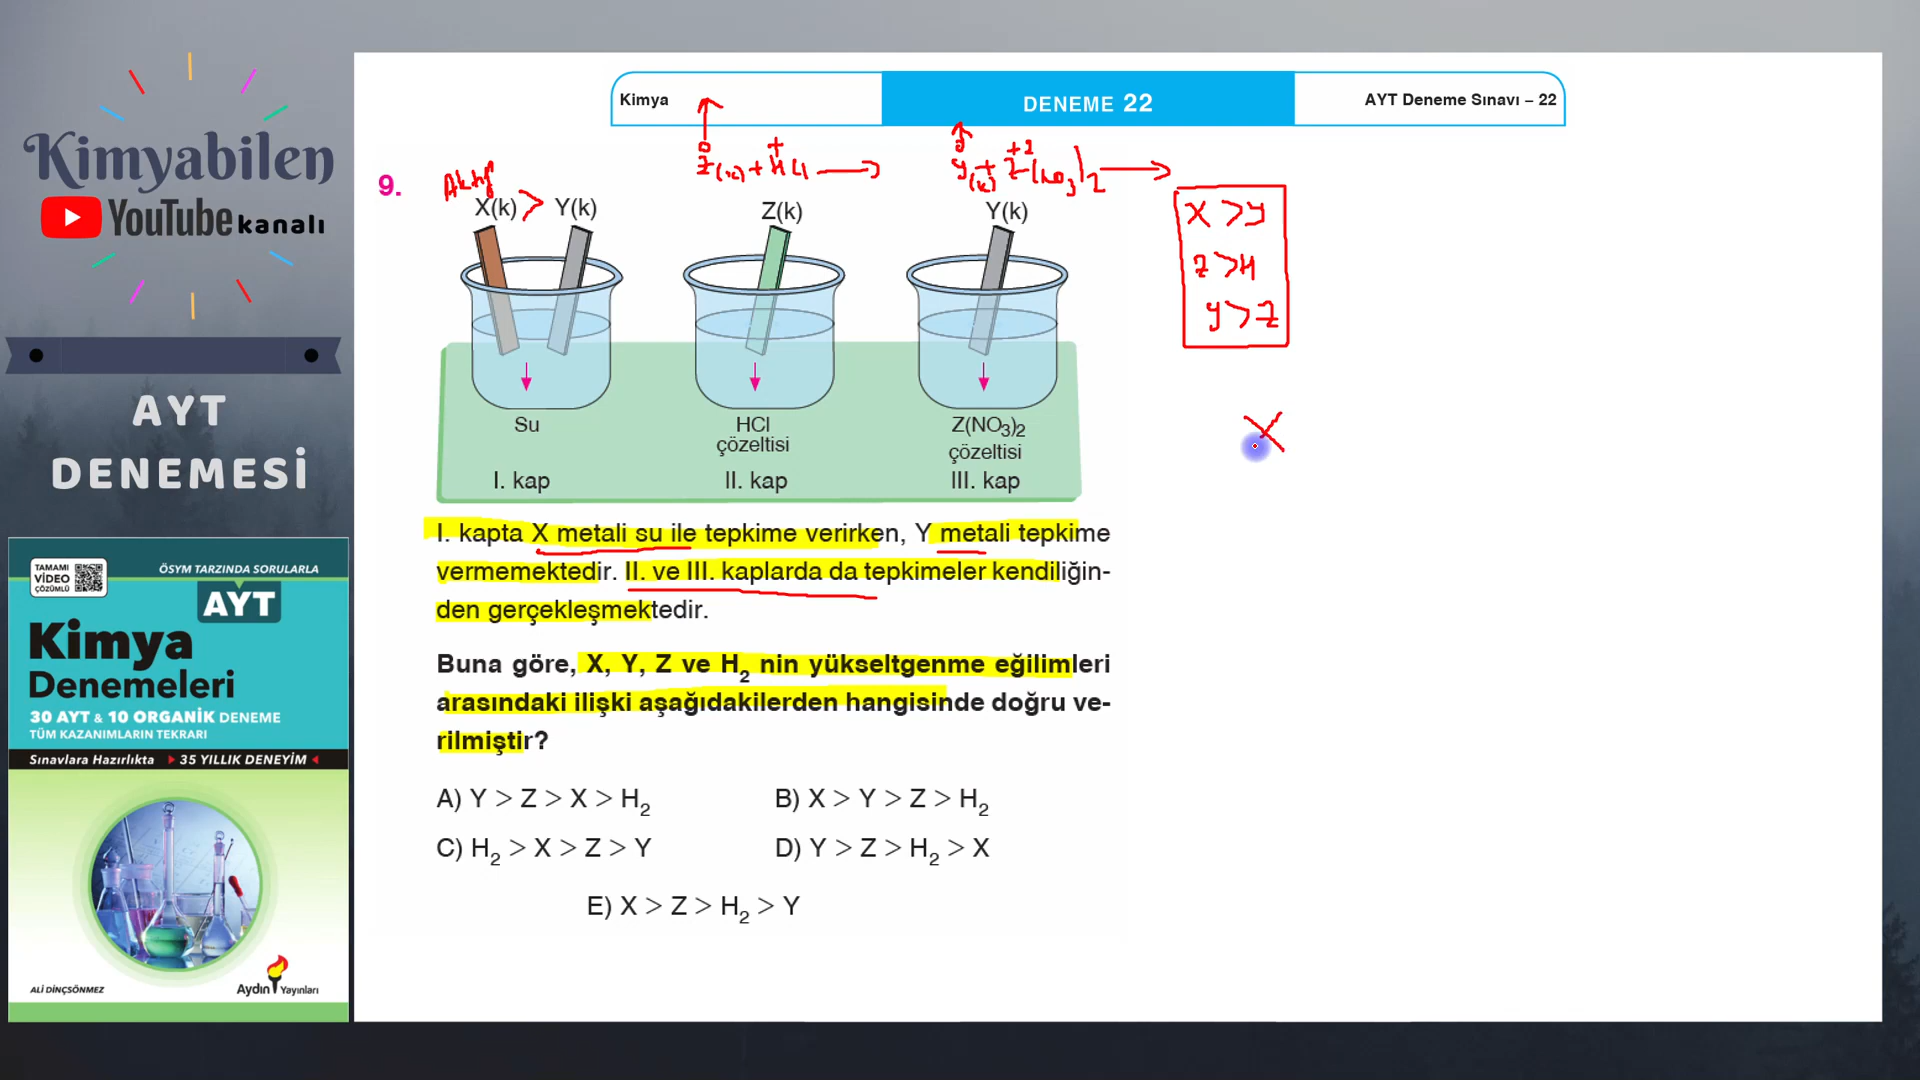 Kimyabilen
YouTube kanalı
AYT
DENEMESİ
TAMAMI
VİDEO
ÇÖZÜMLÜ
ÖSYM TARZINDA SORULARLA
AYT
Kimya
Denemeleri
30 AYT & 10 ORGANİK DENEME
TÜM KAZANIMLARIN TEKRARI
Sınavlara Hazırlıkta 35 YILLIK DENEYİM
ALİ DİNÇSÖNMEZ
Aydın Yayınları
Kimya
DENEME 22
AYT Deneme Sınavı – 22
Z(k) + HCl
Y(k) + Z(NO3)2
9.
Aktif
X(k) > Y(k)
Z(k)
Y(k)
X > Y
Z > H
Y > Z
X
Su
HCl
çözeltisi
Z(NO3)2
çözeltisi
I. kap
II. kap
III. kap
I. kapta X metali su ile tepkime verirken, Y metali tepkime
vermemektedir. II. ve III. kaplarda da tepkimeler kendiliğin-
den gerçekleşmektedir.
Buna göre, X, Y, Z ve H2 nin yükseltgenme eğilimleri
arasındaki ilişki aşağıdakilerden hangisinde doğru ve-
rilmiştir?
A) Y > Z > X > H2
B) X > Y > Z > H2
C) H2 > X > Z > Y
D) Y > Z > H2 > X
E) X > Z > H2 > Y